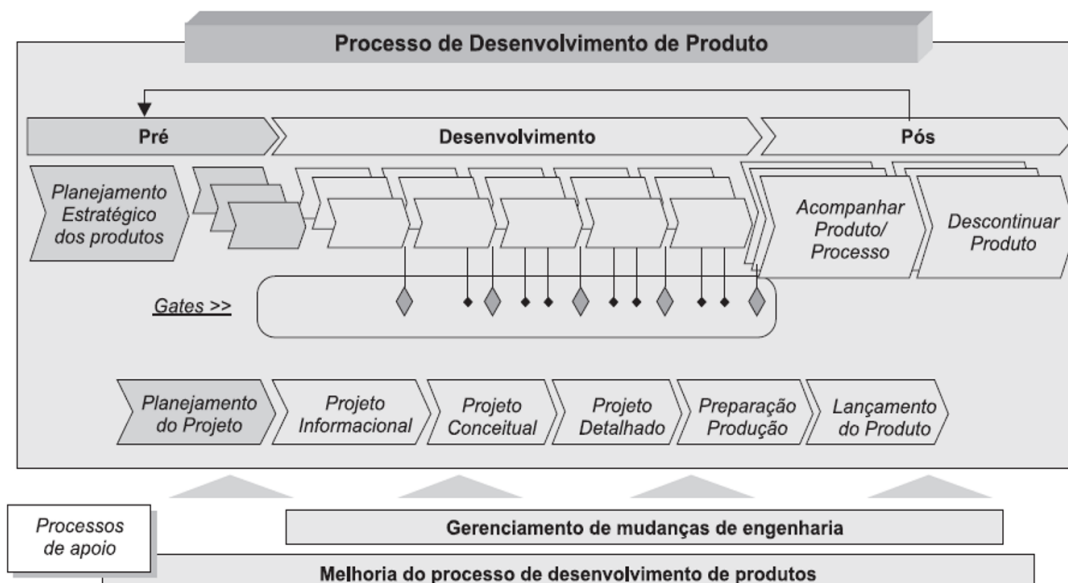 Processo de Desenvolvimento de Produto
Pré
Desenvolvimento
Pós
Planejamento
Estratégico
dos produtos
Acompanhar
Produto/
Processo
Descontinuar
Produto
Gates >>
Planejamento
do Projeto
Projeto
Informacional
Projeto
Conceitual
Projeto
Detalhado
Preparação
Produção
Lançamento
do Produto
Processos
de apoio
Gerenciamento de mudanças de engenharia
Melhoria do processo de desenvolvimento de produtos